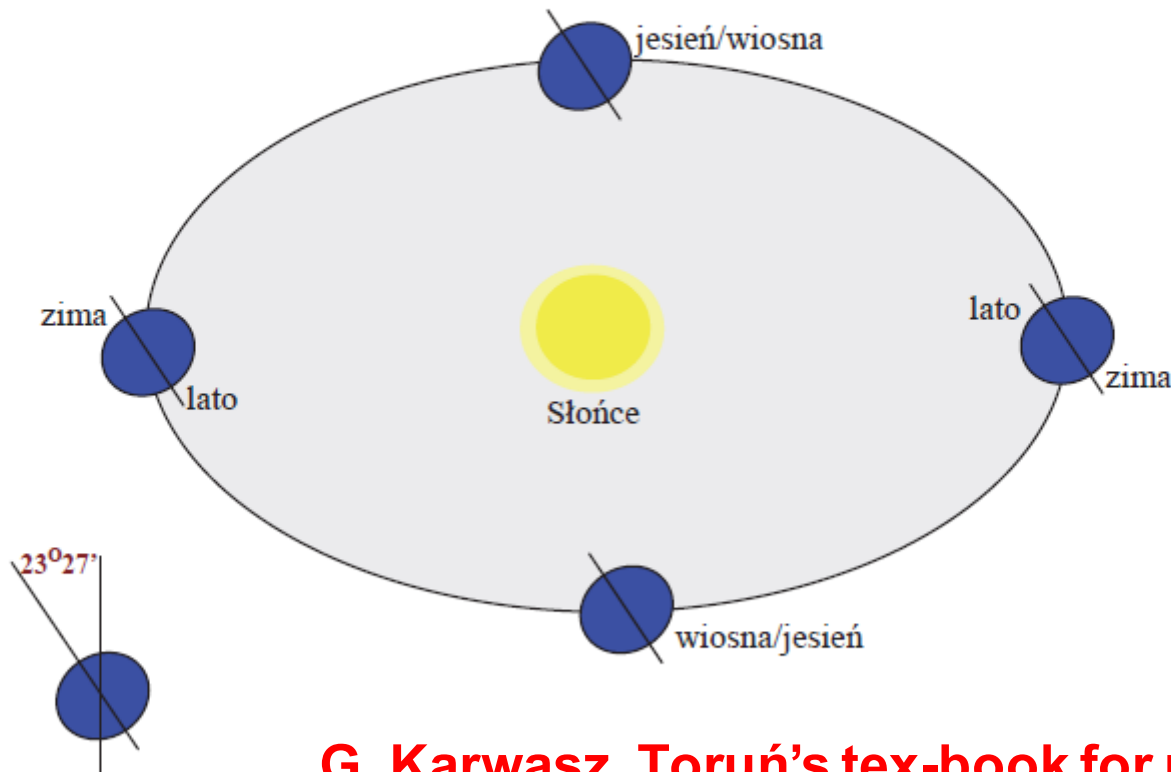 jesień/wiosna
zima
lato
lato
zima
Słońce
23°27’
wiosna/jesień
G. Karwasz, Toruń’s tex-book for